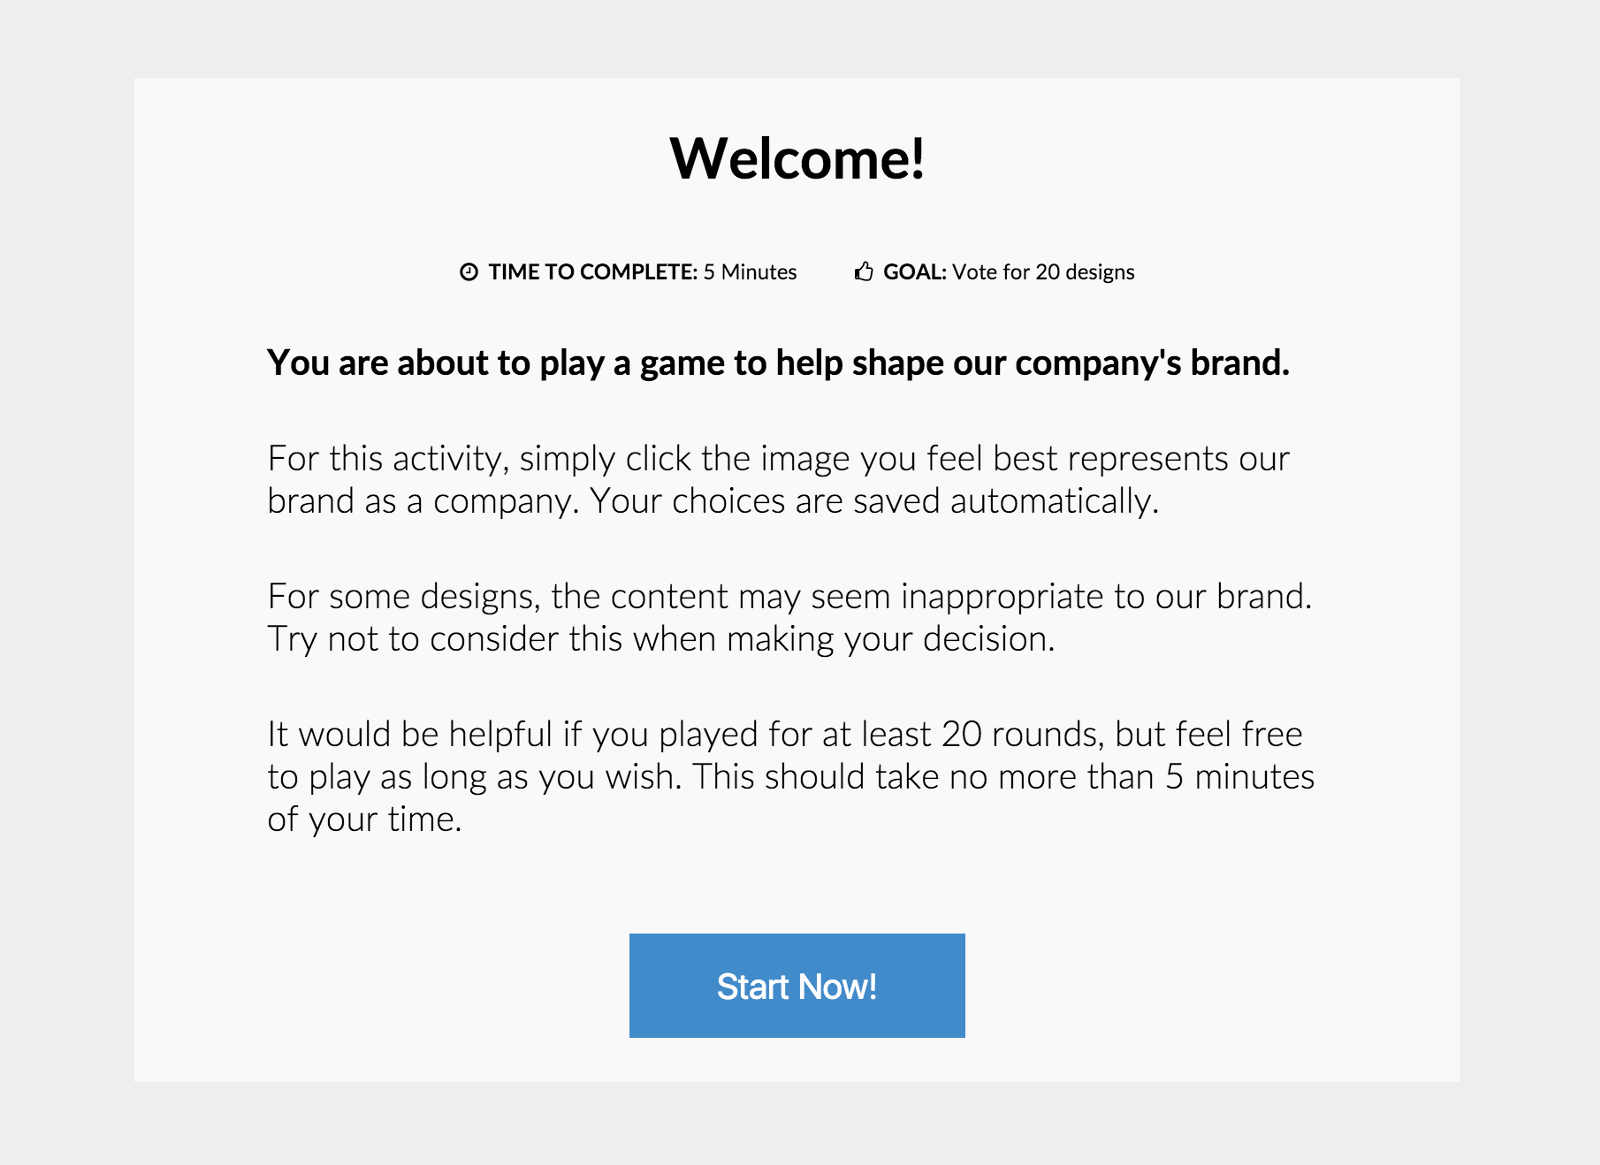 Welcome!
TIME TO COMPLETE: 5 Minutes
GOAL: Vote for 20 designs
You are about to play a game to help shape our company's brand.
For this activity, simply click the image you feel best represents our
brand as a company. Your choices are saved automatically.
For some designs, the content may seem inappropriate to our brand.
Try not to consider this when making your decision.
It would be helpful if you played for at least 20 rounds, but feel free
to play as long as you wish. This should take no more than 5 minutes
of your time.
Start Now!